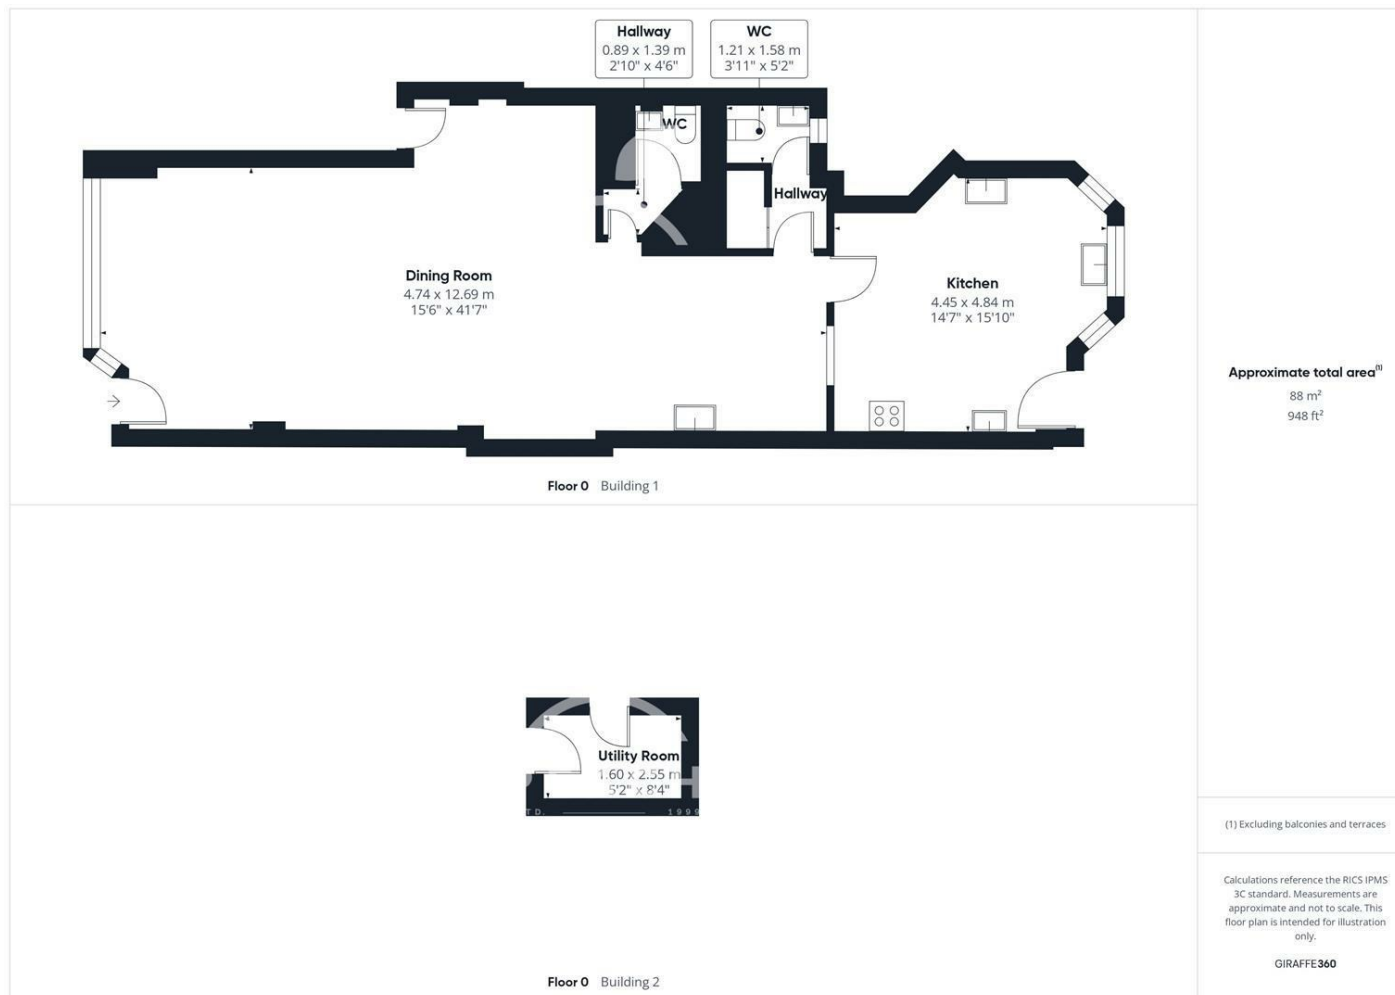 Hallway
0.89 x 1.39 m
2'10" x 4'6"
WC
1.21 x 1.58 m
3'11" x 5'2"
WC
Hallway
Dining Room
4.74 x 12.69 m
15'6" x 41'7"
Kitchen
4.45 x 4.84 m
14'7" x 15'10"
Floor 0 Building 1
Approximate total area(1)
88 m²
948 ft²
Utility Room
1.60 x 2.55 m
5'2" x 8'4"
TD.
1999
Floor 0 Building 2
(1) Excluding balconies and terraces
Calculations reference the RICS IPMS
3C standard. Measurements are
approximate and not to scale. This
floor plan is intended for illustration
only.
GIRAFFE360